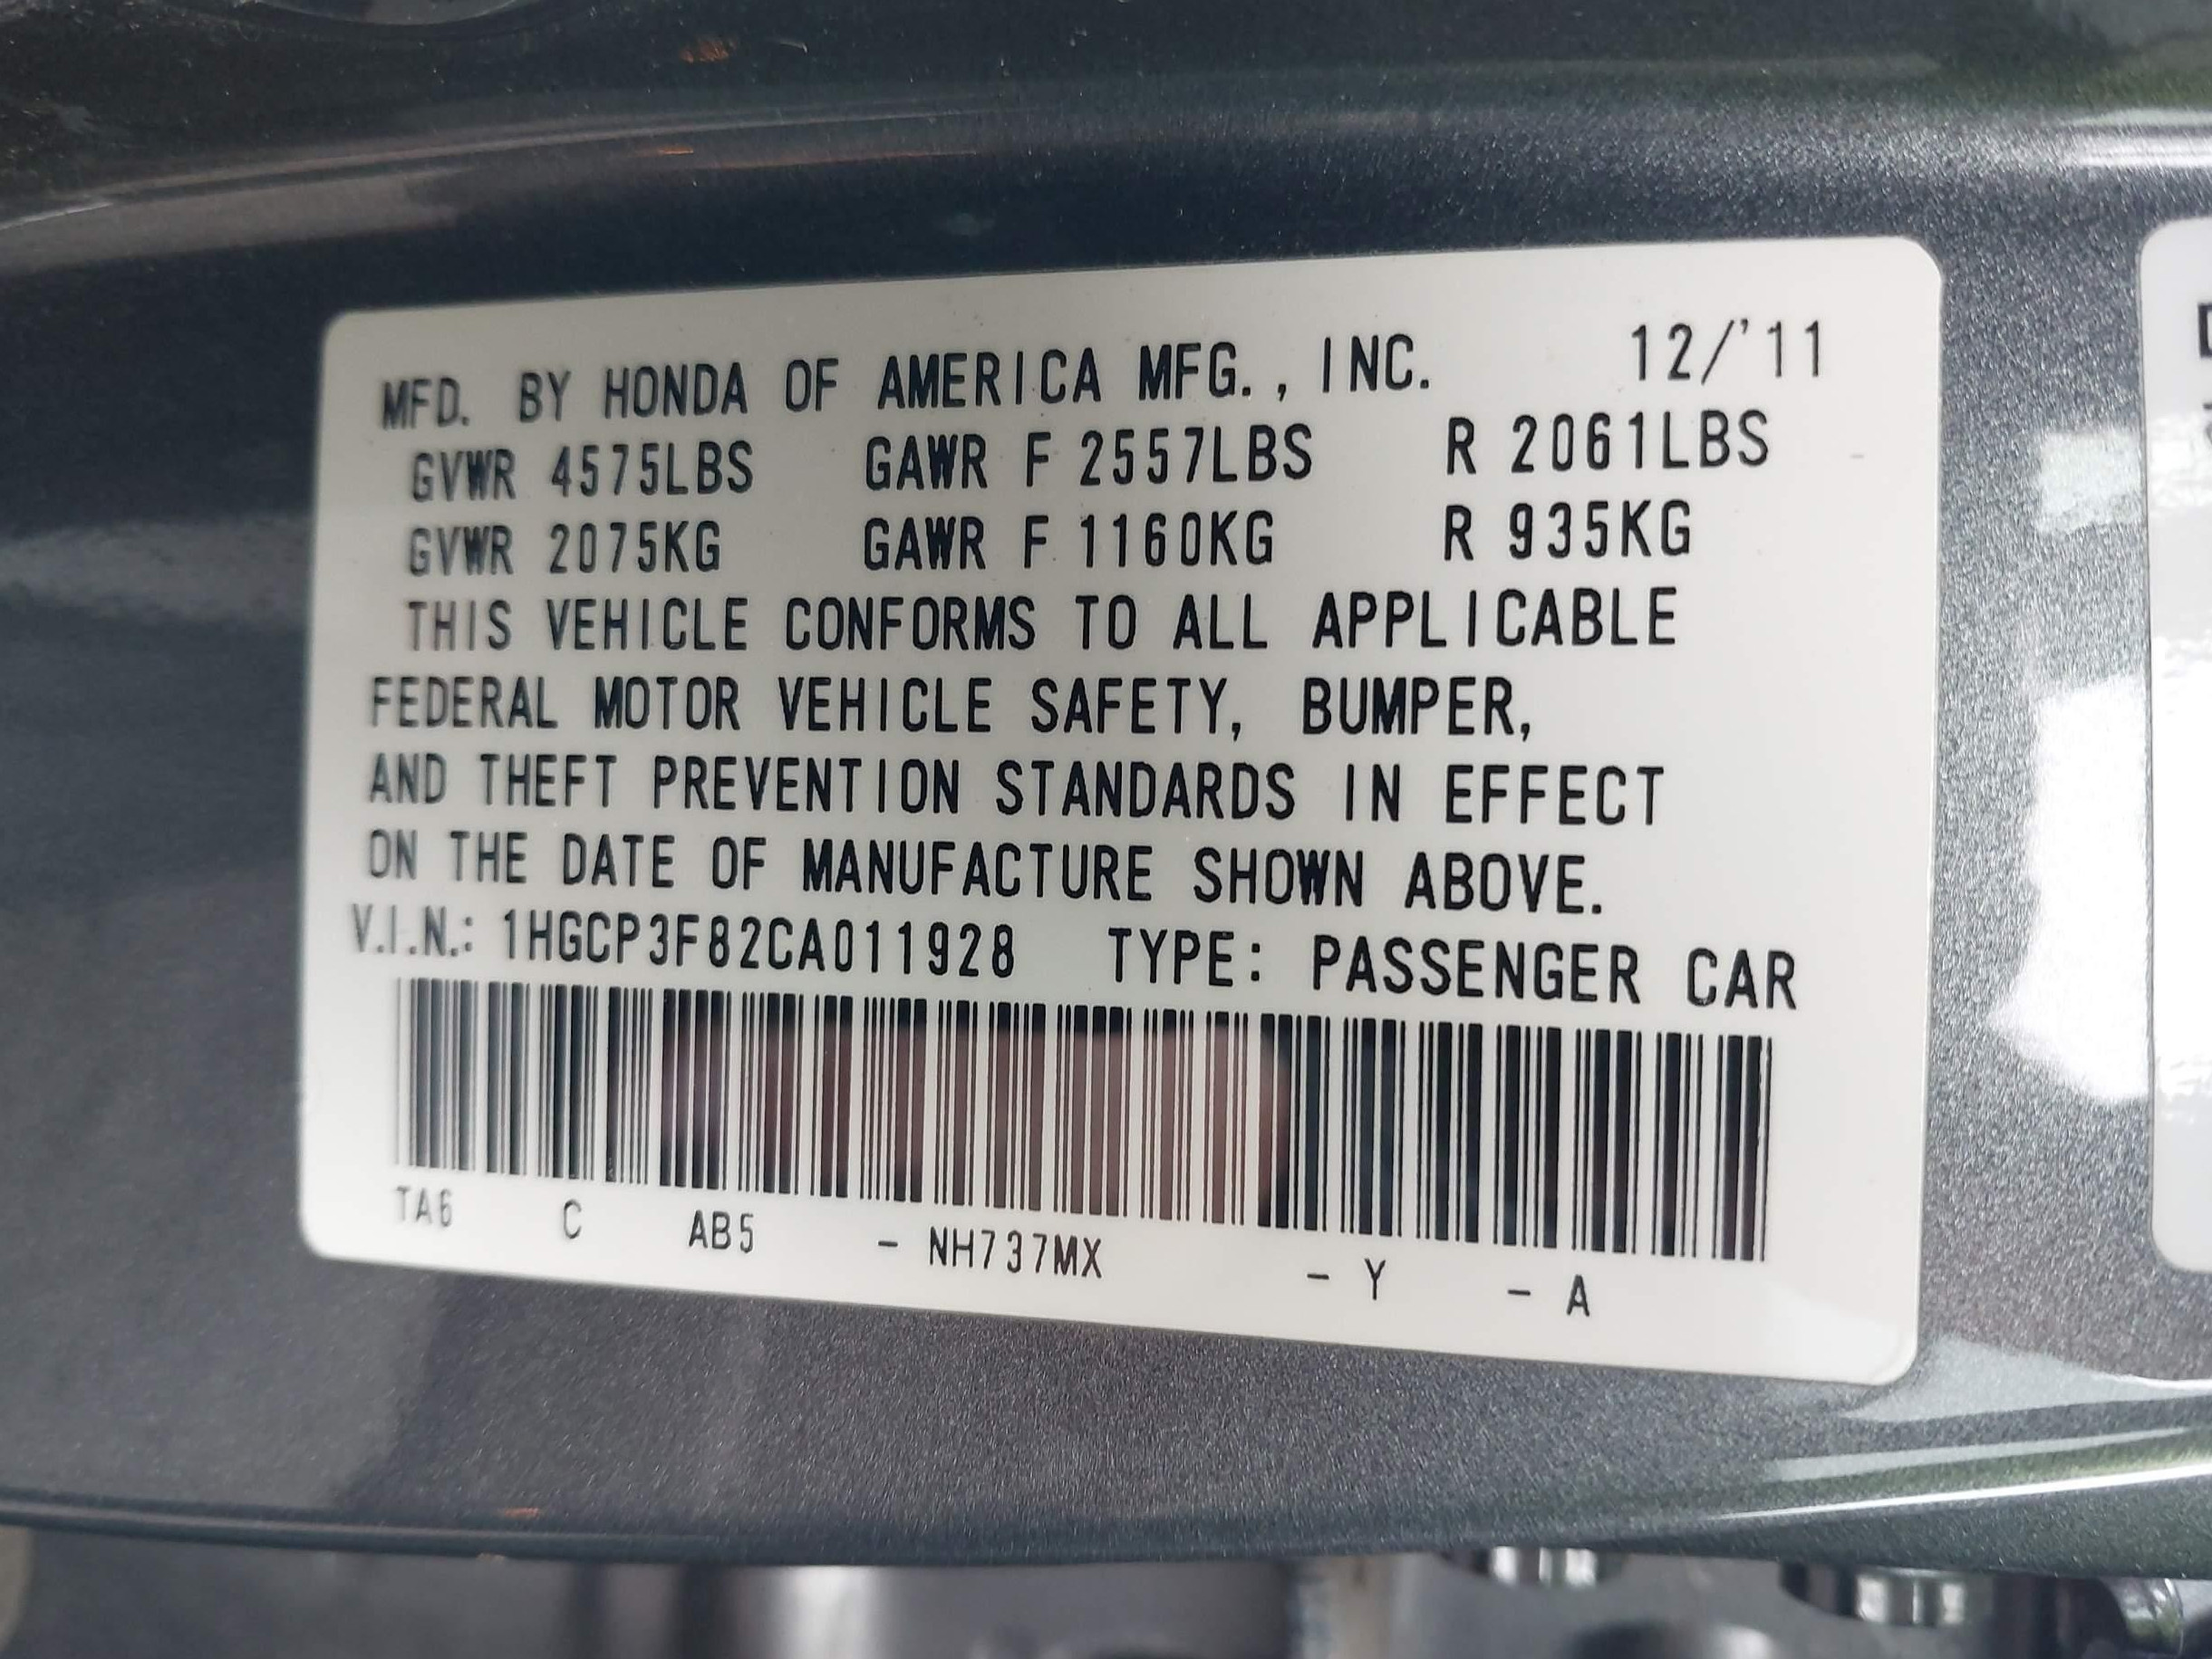 MFD. BY HONDA OF AMERICA MFG., INC. 12/'11
GVWR 4575LBS GAWR F 2557LBS R 2061LBS
GVWR 2075KG GAWR F 1160KG R 935KG
THIS VEHICLE CONFORMS TO ALL APPLICABLE
FEDERAL MOTOR VEHICLE SAFETY, BUMPER,
AND THEFT PREVENTION STANDARDS IN EFFECT
ON THE DATE OF MANUFACTURE SHOWN ABOVE.
V.I.N.: 1HGCP3F82CA011928 TYPE: PASSENGER CAR
TA6 C AB5 - NH737MX - Y - A